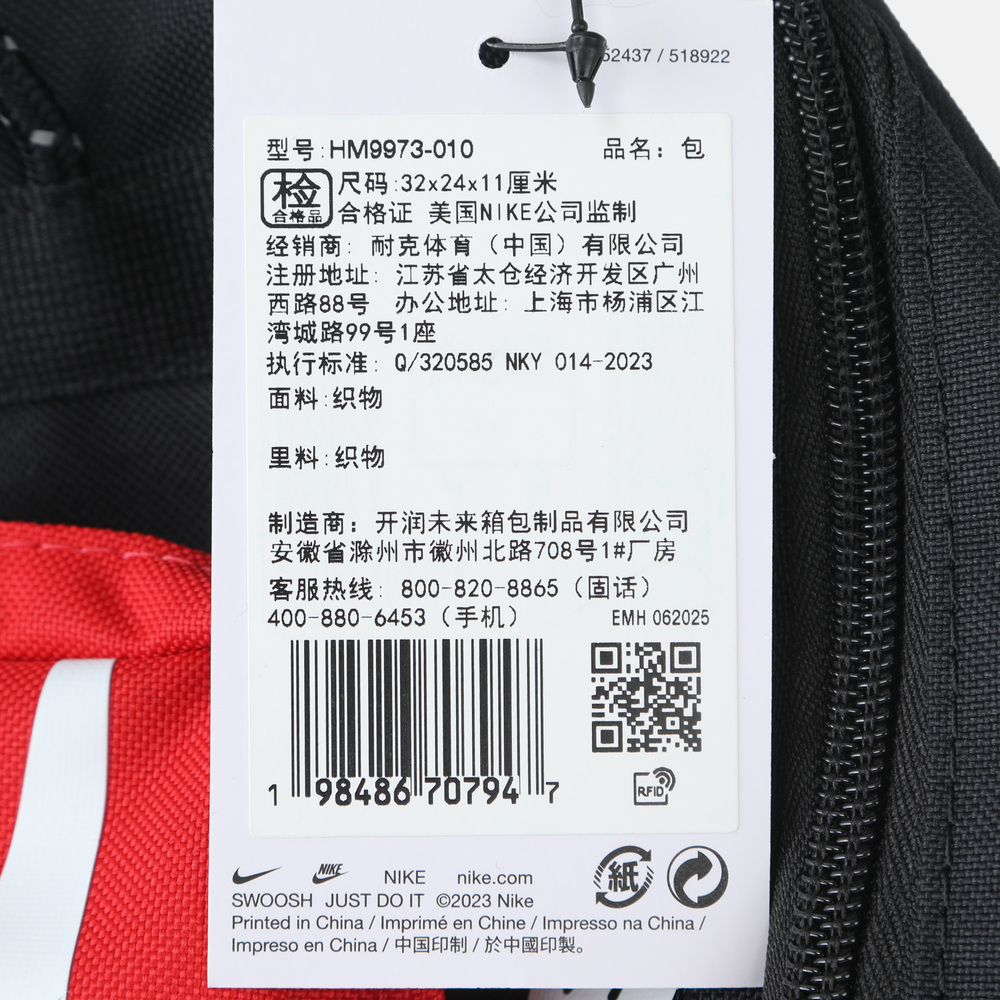 52437 / 518922
型号:HM9973-010 品名：包
检 合格品
尺码:32x24x11厘米
合格证 美国NIKE公司监制
经销商：耐克体育（中国）有限公司
注册地址：江苏省太仓经济开发区广州
西路88号 办公地址：上海市杨浦区江
湾城路99号1座
执行标准：Q/320585 NKY 014-2023
面料:织物
里料:织物
制造商：开润未来箱包制品有限公司
安徽省滁州市徽州北路708号1#厂房
客服热线：800-820-8865（固话）
400-880-6453（手机） EMH 062025
1 98486 70794 7
RFID
NIKE NIKE nike.com
紙
SWOOSH JUST DO IT ©2023 Nike
Printed in China / Imprimé en Chine / Impresso na China /
Impreso en China / 中国印制 / 於中國印製。